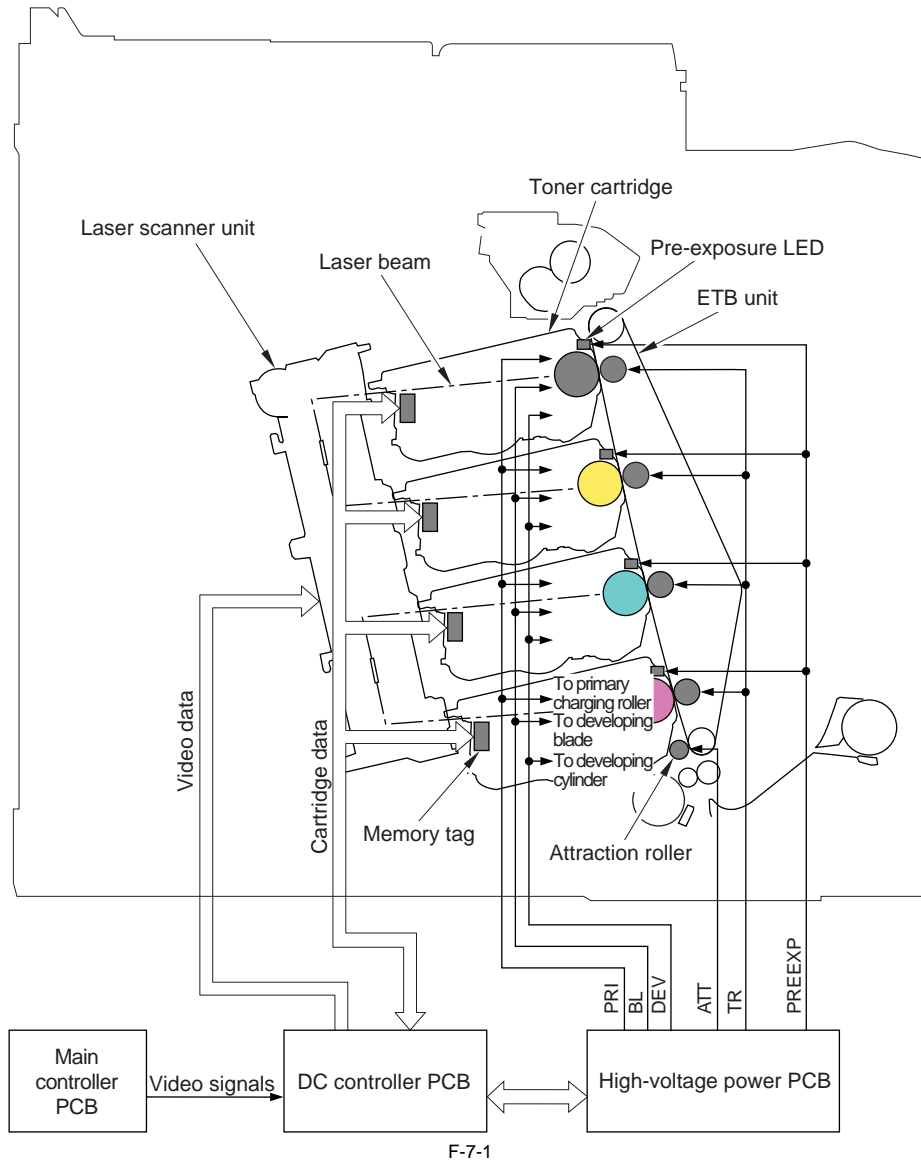 Toner cartridge
Laser scanner unit
Pre-exposure LED
Laser beam
ETB unit
To primary
charging roller
To developing
blade
To developing
cylinder
Video data
Cartridge data
Memory tag
Attraction roller
PRI
BL
DEV
ATT
TR
PREEXP
Main
controller
PCB
Video signals
DC controller PCB
High-voltage power PCB
F-7-1